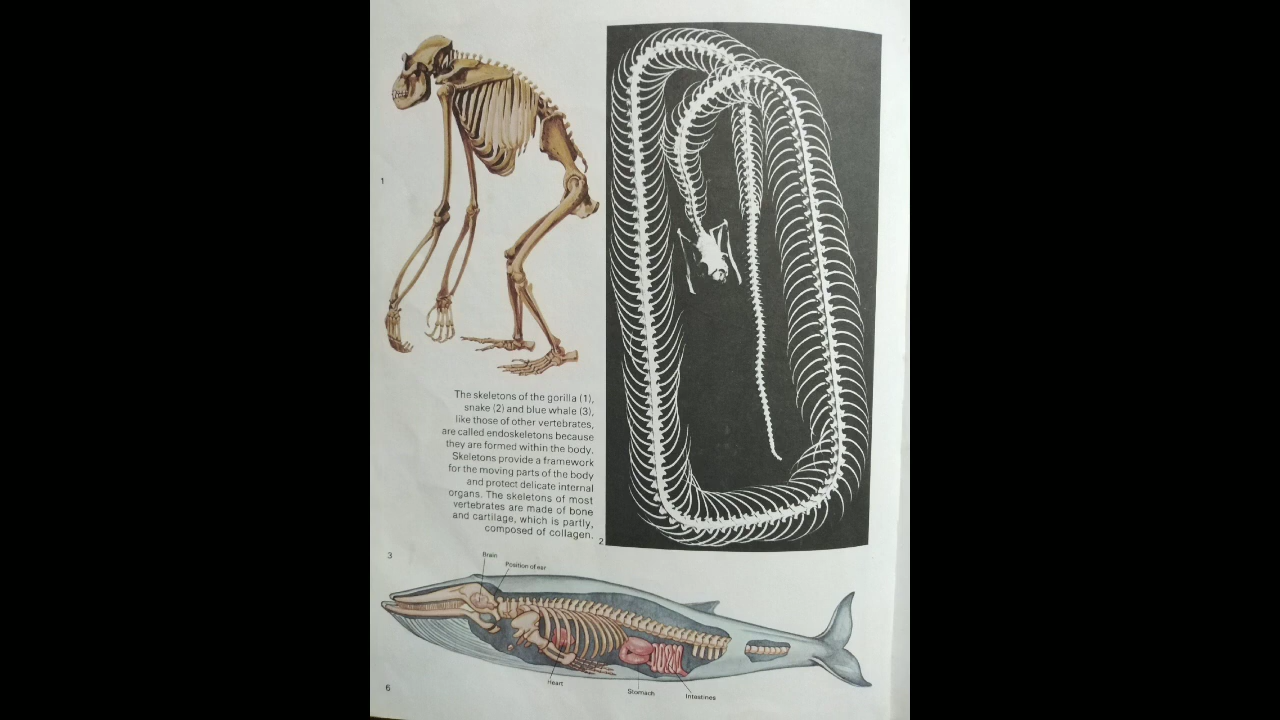 1
The skeletons of the gorilla (1),
snake (2) and blue whale (3),
like those of other vertebrates,
are called endoskeletons because
they are formed within the body.
Skeletons provide a framework
for the moving parts of the body
and protect delicate internal
organs. The skeletons of most
vertebrates are made of bone
and cartilage, which is partly,
composed of collagen.
2
3
Brain
Position of ear
Heart
Stomach
Intestines
6